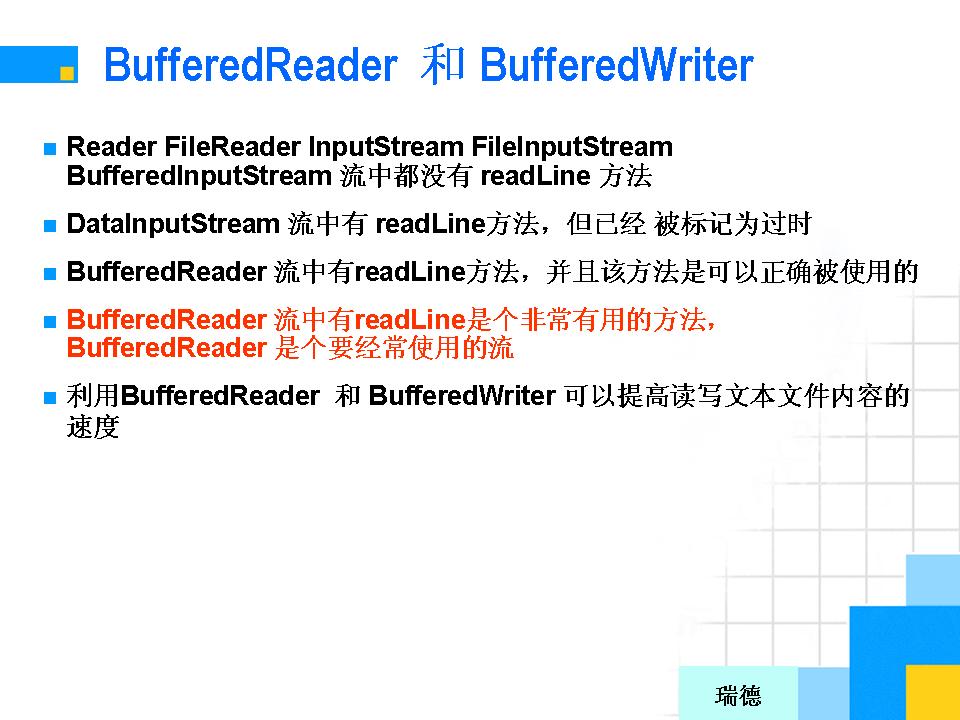 BufferedReader 和 BufferedWriter
Reader FileReader InputStream FileInputStream
BufferedInputStream 流中都没有 readLine 方法
DataInputStream 流中有 readLine方法，但已经 被标记为过时
BufferedReader 流中有readLine方法，并且该方法是可以正确被使用的
BufferedReader 流中有readLine是个非常有用的方法，
BufferedReader 是个要经常使用的流
利用BufferedReader 和 BufferedWriter 可以提高读写文本文件内容的
速度
瑞德